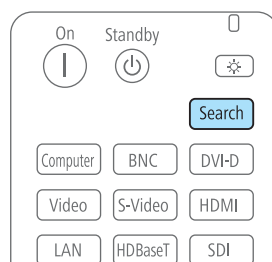 On Standby
Search
Computer BNC DVI-D
Video S-Video HDMI
LAN HDBaseT SDI